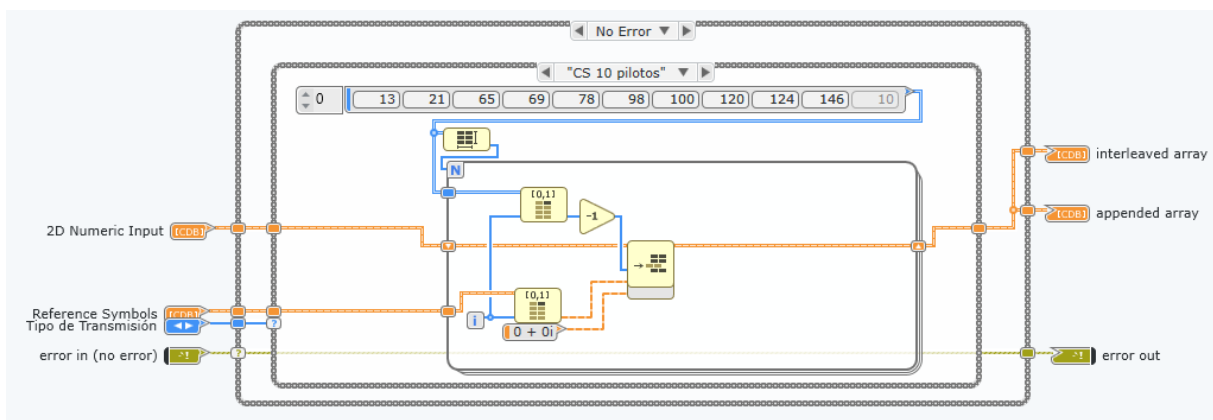 No Error
"CS 10 pilotos"
0 13 21 65 69 78 98 100 120 124 146 10
N
[0,1]
-1
[CDB] interleaved array
[CDB] appended array
2D Numeric Input [CDB]
[0,1]
Reference Symbols [CDB]
Tipo de Transmisión
?
i
0 + 0i
error in (no error) ?! ?
?! error out